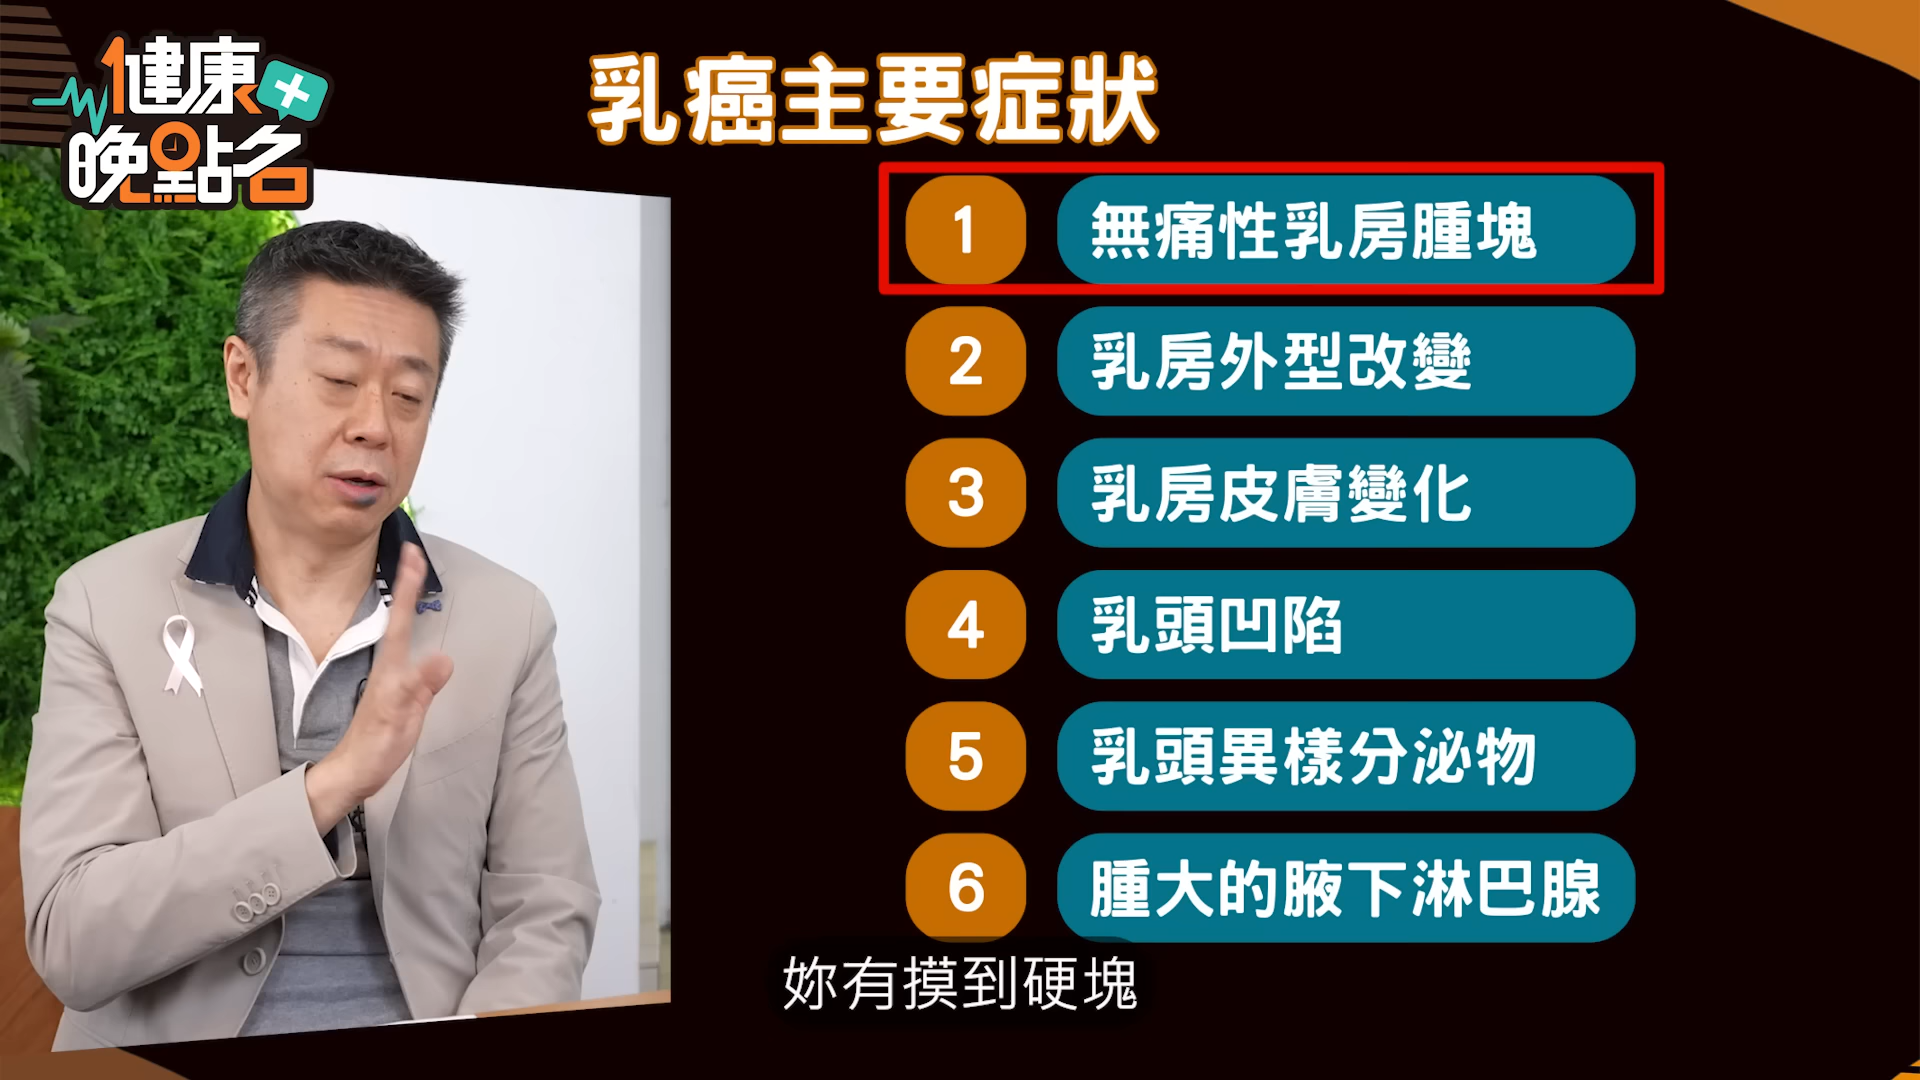 健康+
晚點名
乳癌主要症狀
1 無痛性乳房腫塊
2 乳房外型改變
3 乳房皮膚變化
4 乳頭凹陷
5 乳頭異樣分泌物
6 腫大的腋下淋巴腺
妳有摸到硬塊